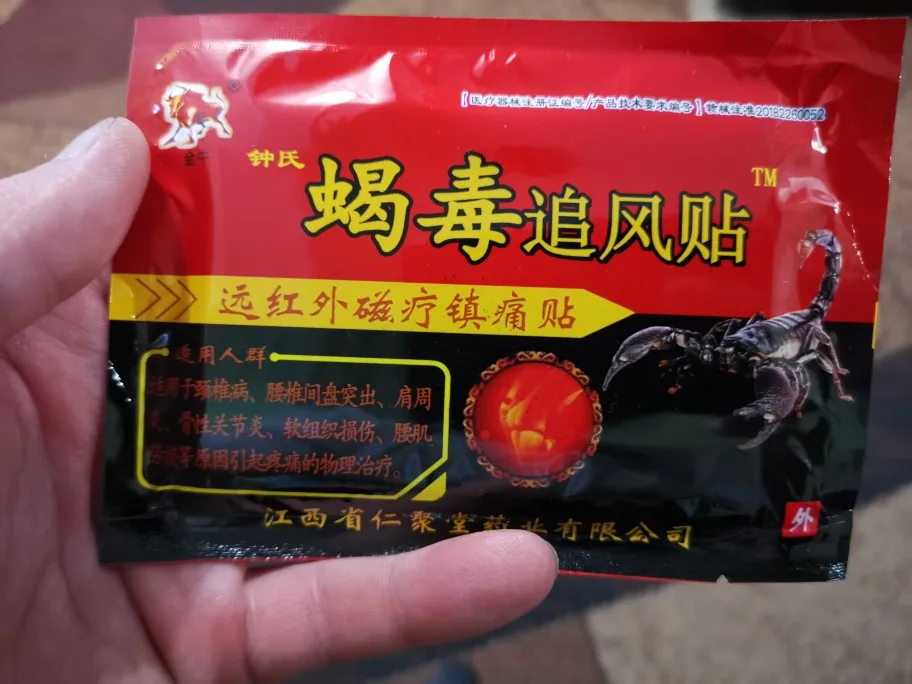 【医疗器械注册证编号/产品技术要求编号】赣械注准20182260052
®
金牛
钟氏
蝎毒追风贴
TM
远红外磁疗镇痛贴
适用人群
适用于颈椎病、腰椎间盘突出、肩周
炎、骨性关节炎、软组织损伤、腰肌
劳损等原因引起疼痛的物理治疗。
江西省仁聚堂药业有限公司
外